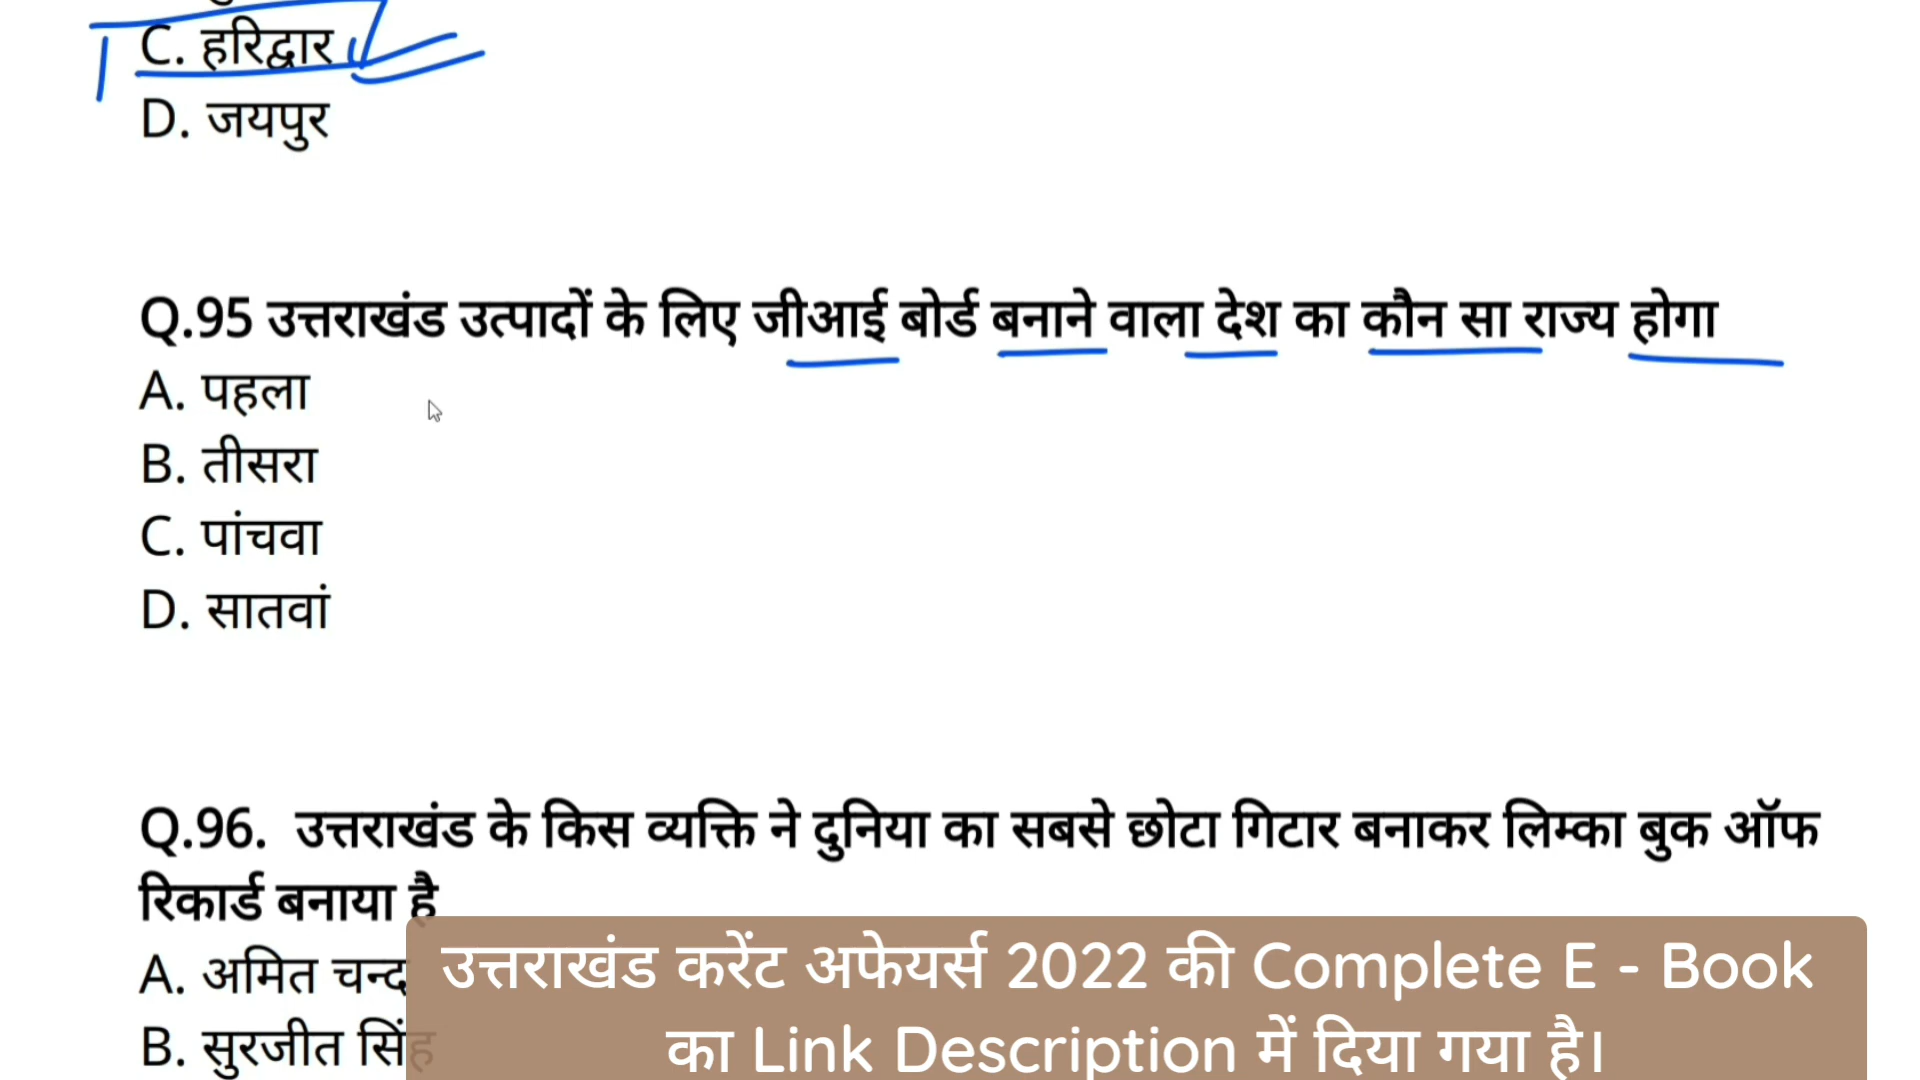 C. हरिद्वार
D. जयपुर
Q.95 उत्तराखंड उत्पादों के लिए जीआई बोर्ड बनाने वाला देश का कौन सा राज्य होगा
A. पहला
B. तीसरा
C. पांचवा
D. सातवां
Q.96. उत्तराखंड के किस व्यक्ति ने दुनिया का सबसे छोटा गिटार बनाकर लिम्का बुक ऑफ
रिकार्ड बनाया है
A. अमित चन्द
B. सुरजीत सिंह
उत्तराखंड करेंट अफेयर्स 2022 की Complete E - Book
का Link Description में दिया गया है।